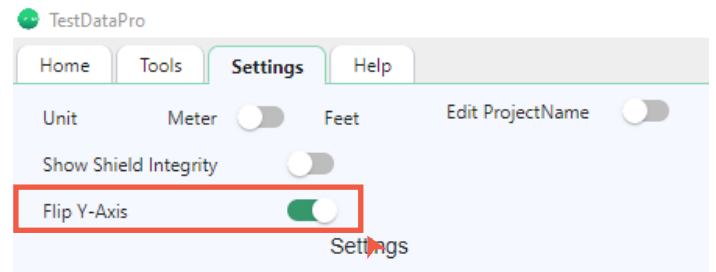 TestDataPro
Home Tools Settings Help
Unit Meter Feet Edit ProjectName
Show Shield Integrity
Flip Y-Axis
Settings